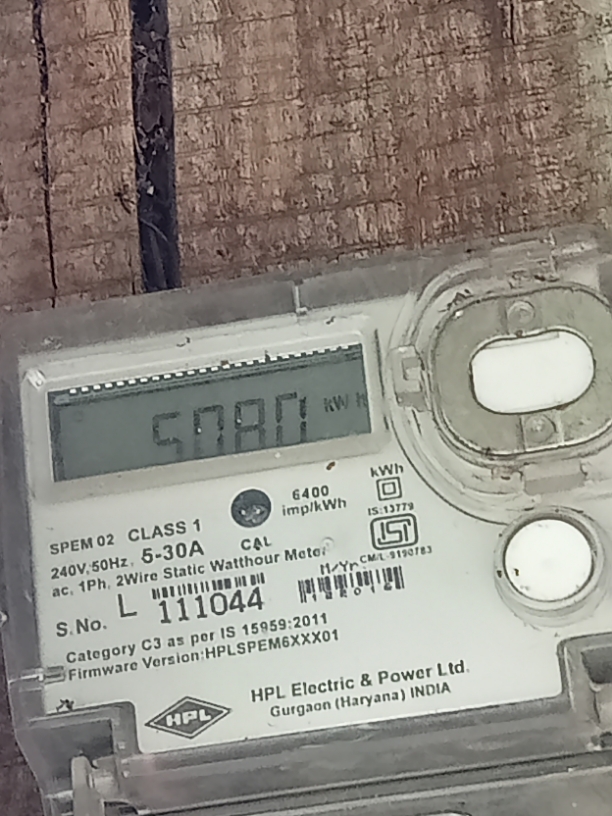 5080 kWh
6400
imp/kWh
kWh
IS:13779
CM/L-9190783
SPEM 02 CLASS 1
CAL
240V,50Hz, 5-30A
ac, 1Ph, 2Wire Static Watthour Meter
M/Yr.
S.No. L 111044
Category C3 as per IS 15959:2011
Firmware Version:HPLSPEM6XXX01
HPL
HPL Electric & Power Ltd.
Gurgaon (Haryana) INDIA